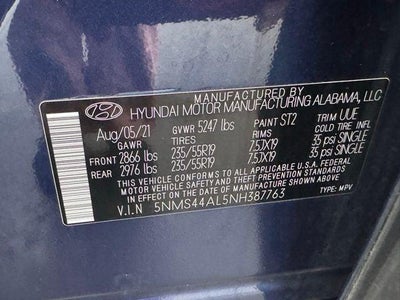 MANUFACTURED BY
HYUNDAI MOTOR MANUFACTURING ALABAMA, LLC
Aug/05/21 GVWR 5247 lbs PAINT ST2 TRIM UUE
GAWR TIRES RIMS COLD TIRE INFL
FRONT 2866 lbs 235/55R19 7.5JX19 35 psi SINGLE
REAR 2976 lbs 235/55R19 7.5JX19 35 psi SINGLE
THIS VEHICLE CONFORMS TO ALL APPLICABLE U.S.A. FEDERAL
MOTOR VEHICLE SAFETY AND THEFT PREVENTION STANDARDS
IN EFFECT ON THE DATE OF MANUFACTURE SHOWN ABOVE.
V.I.N 5NMS44AL5NH387763 TYPE: MPV